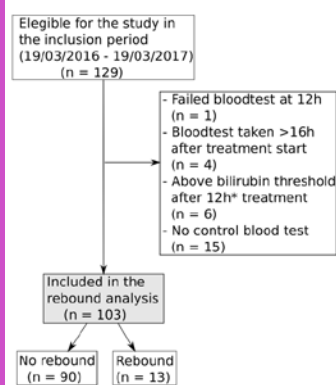 Elegible for the study in
the inclusion period
(19/03/2016 - 19/03/2017)
(n = 129)
- Failed bloodtest at 12h
(n = 1)
- Bloodtest taken >16h
after treatment start
(n = 4)
- Above bilirubin threshold
after 12h* treatment
(n = 6)
- No control blood test
(n = 15)
Included in the
rebound analysis
(n = 103)
No rebound
(n = 90)
Rebound
(n = 13)